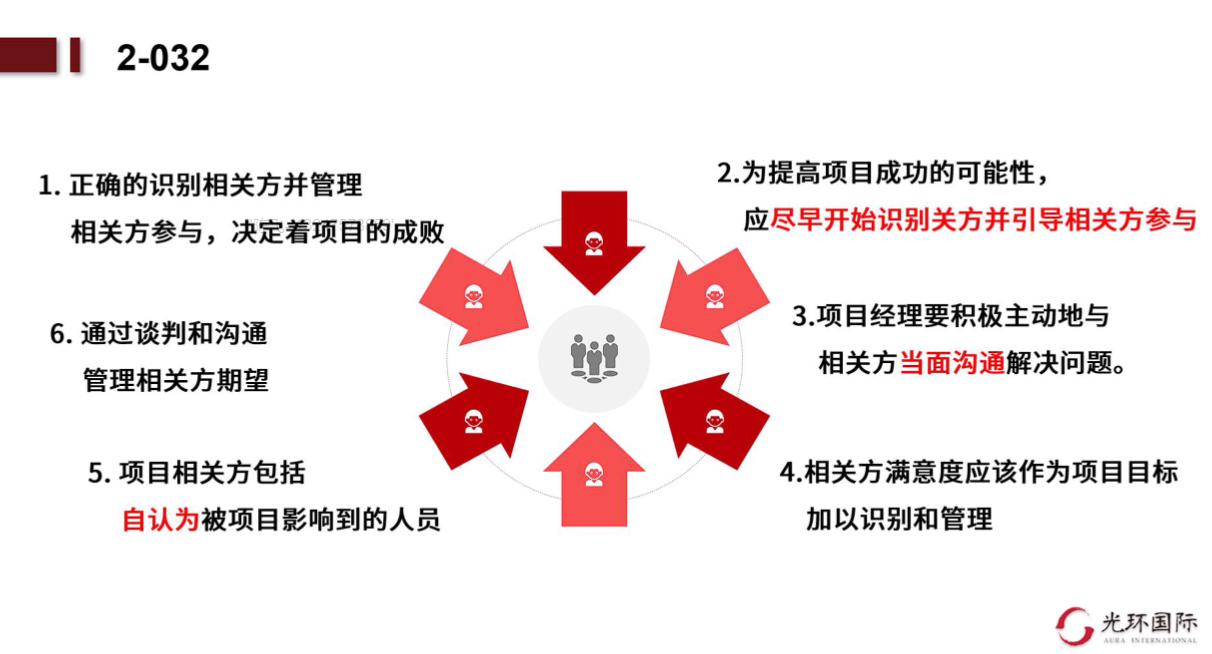 2-032
1. 正确的识别相关方并管理
相关方参与，决定着项目的成败
2.为提高项目成功的可能性，
应尽早开始识别关方并引导相关方参与
3.项目经理要积极主动地与
相关方当面沟通解决问题。
4.相关方满意度应该作为项目目标
加以识别和管理
5. 项目相关方包括
自认为被项目影响到的人员
6. 通过谈判和沟通
管理相关方期望
光环国际
AURA INTERNATIONAL